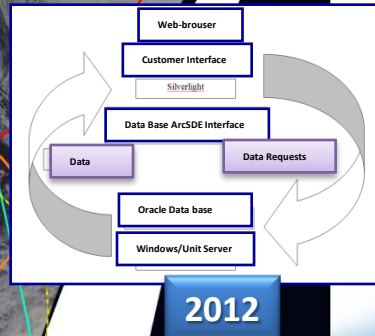 Web-brouser
Customer Interface
Silverlight
Data Base ArcSDE Interface
Data
Data Requests
Oracle Data base
Windows/Unit Server
2012